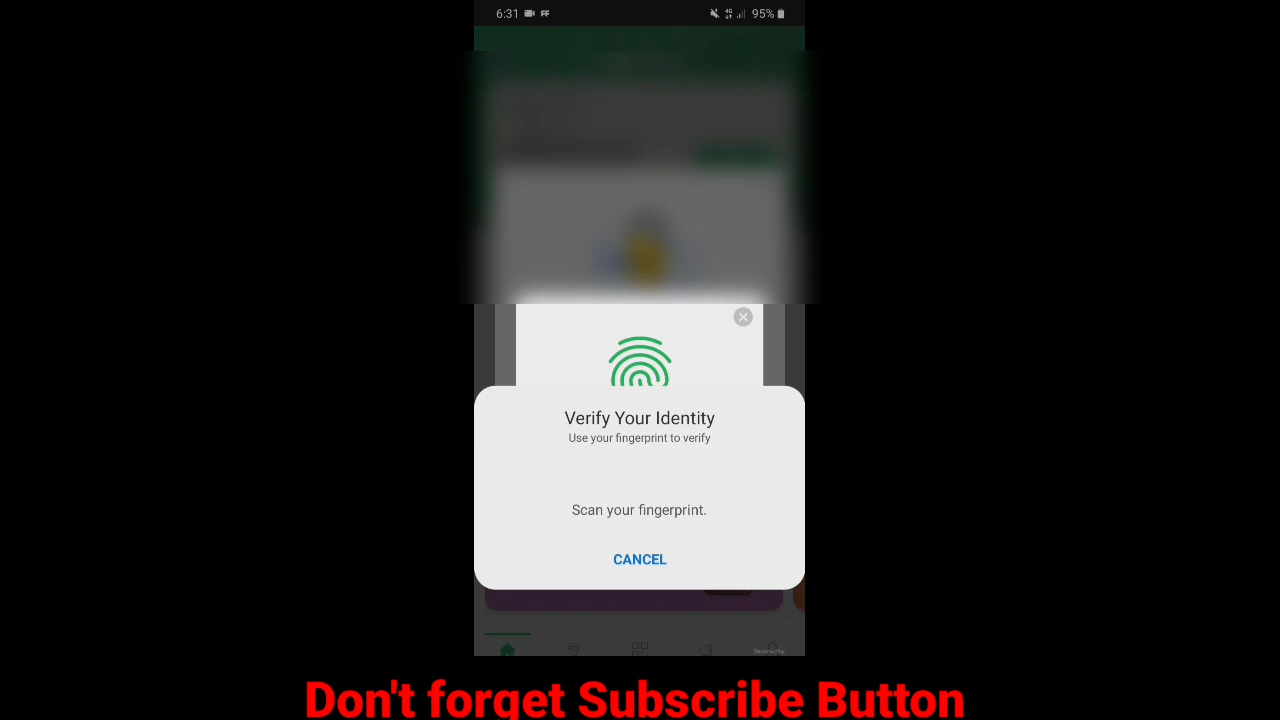 6:31
4G
95%
Verify Your Identity
Use your fingerprint to verify
Scan your fingerprint.
CANCEL
Don't forget Subscribe Button